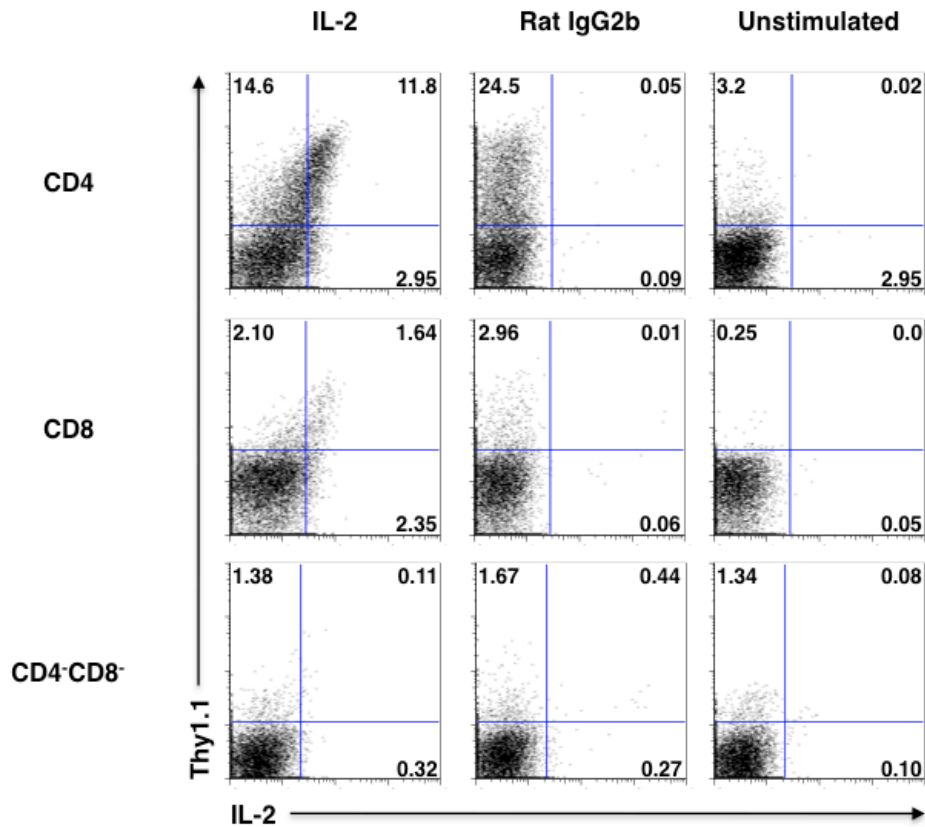 IL-2 Rat IgG2b Unstimulated
CD4
14.6 11.8 24.5 0.05 3.2 0.02
2.95 0.09 2.95
CD8
2.10 1.64 2.96 0.01 0.25 0.0
2.35 0.06 0.05
CD4-CD8-
1.38 0.11 1.67 0.44 1.34 0.08
0.32 0.27 0.10
Thy1.1
IL-2